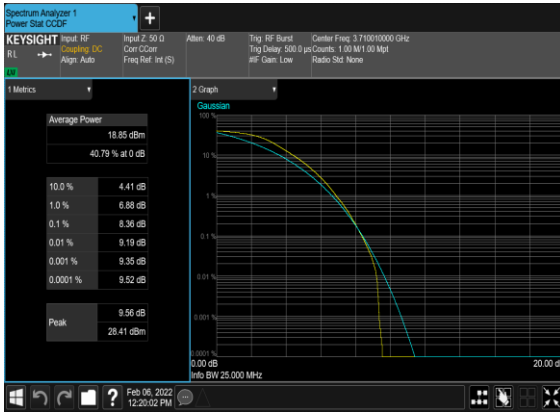 Spectrum Analyzer 1
Power Stat CCDF
KEYSIGHT
RL
LV
Input: RF
Coupling: DC
Align: Auto
Input Z: 50 Ω
Corr CCorr
Freq Ref: Int (S)
Atten: 40 dB
Trig: RF Burst
Trig Delay: 500.0 µs
#IF Gain: Low
Center Freq: 3.710010000 GHz
Counts: 1.00 M/1.00 Mpt
Radio Std: None
1 Metrics
Average Power
18.85 dBm
40.79 % at 0 dB
10.0 % 4.41 dB
1.0 % 6.88 dB
0.1 % 8.36 dB
0.01 % 9.19 dB
0.001 % 9.35 dB
0.0001 % 9.52 dB
Peak
9.56 dB
28.41 dBm
2 Graph
Gaussian
100 %
10 %
1 %
0.1 %
0.01 %
0.001 %
0.0001 %
0.00 dB
20.00 d
Info BW 25.000 MHz
?
Feb 06, 2022
12:20:02 PM